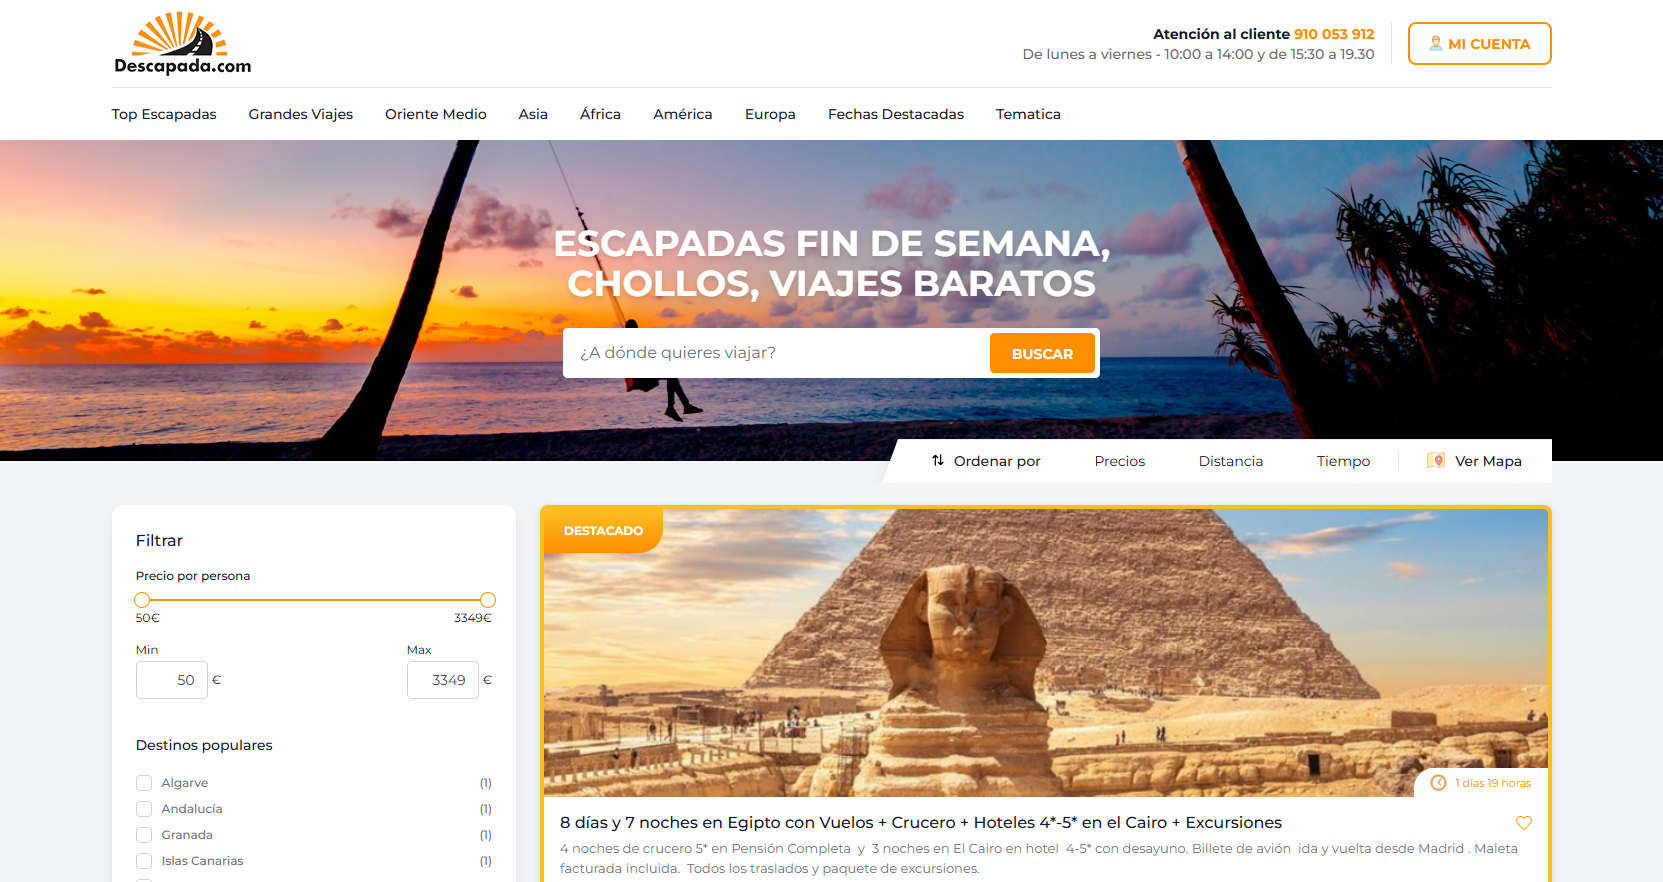 Descapada.com
Atención al cliente 910 053 912
De lunes a viernes - 10:00 a 14:00 y de 15:30 a 19.30
MI CUENTA
Top Escapadas Grandes Viajes Oriente Medio Asia África América Europa Fechas Destacadas Tematica
ESCAPADAS FIN DE SEMANA,
CHOLLOS, VIAJES BARATOS
¿A dónde quieres viajar?
BUSCAR
Ordenar por Precios Distancia Tiempo Ver Mapa
Filtrar
Precio por persona
50€ 3349€
Min Max
50 € 3349 €
Destinos populares
Algarve (1)
Andalucía (1)
Granada (1)
Islas Canarias (1)
DESTACADO
1 días 19 horas
8 días y 7 noches en Egipto con Vuelos + Crucero + Hoteles 4*-5* en el Cairo + Excursiones
4 noches de crucero 5* en Pensión Completa y 3 noches en El Cairo en hotel 4-5* con desayuno. Billete de avión ida y vuelta desde Madrid . Maleta
facturada incluida. Todos los traslados y paquete de excursiones.